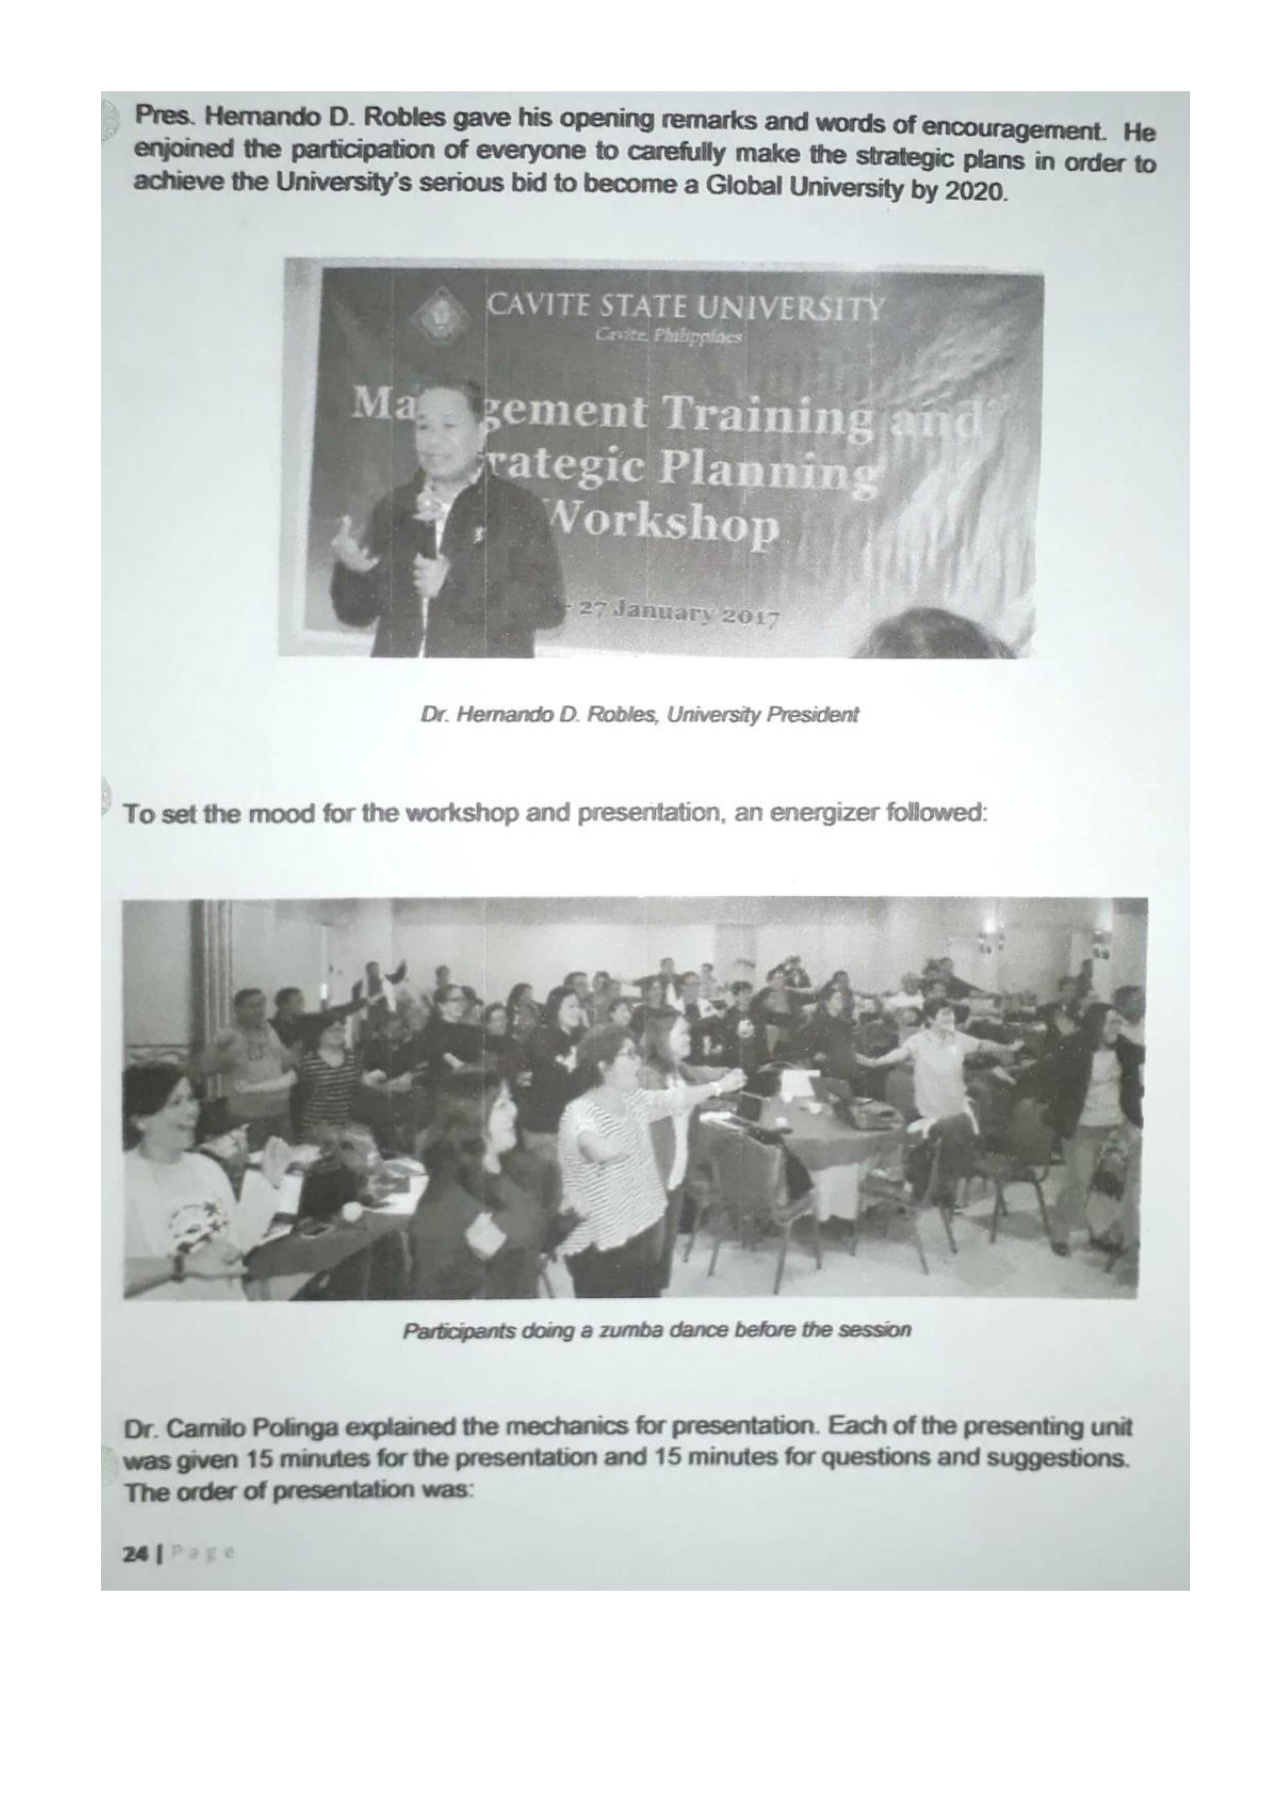 Pres. Hernando D. Robles gave his opening remarks and words of encouragement. He
enjoined the participation of everyone to carefully make the strategic plans in order to
achieve the University's serious bid to become a Global University by 2020.
CAVITE STATE UNIVERSITY
Cavite, Philippines
Ma gement Training and
rategic Planning
Workshop
- 27 January 2017
Dr. Hernando D. Robles, University President
To set the mood for the workshop and presentation, an energizer followed:
Participants doing a zumba dance before the session
Dr. Camilo Polinga explained the mechanics for presentation. Each of the presenting unit
was given 15 minutes for the presentation and 15 minutes for questions and suggestions.
The order of presentation was:
24 | Page